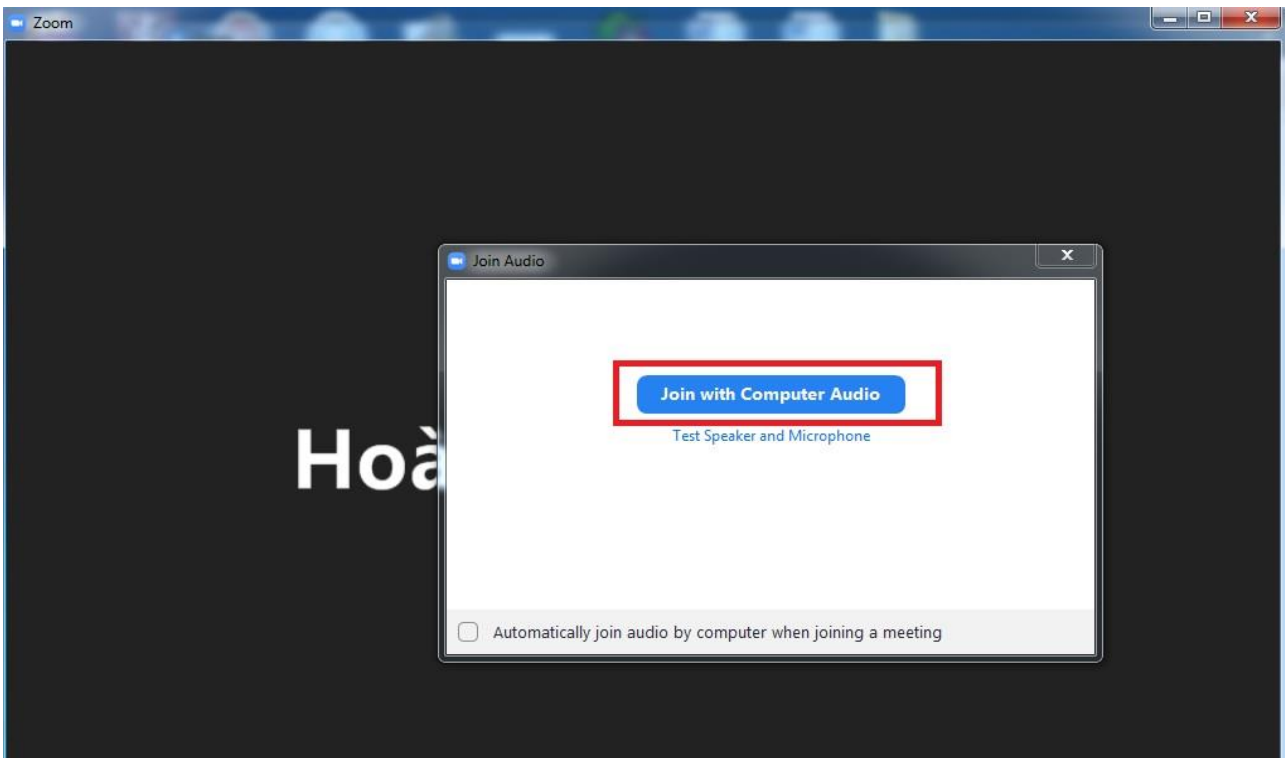 Zoom
Join Audio
Join with Computer Audio
Test Speaker and Microphone
Hoà
Automatically join audio by computer when joining a meeting